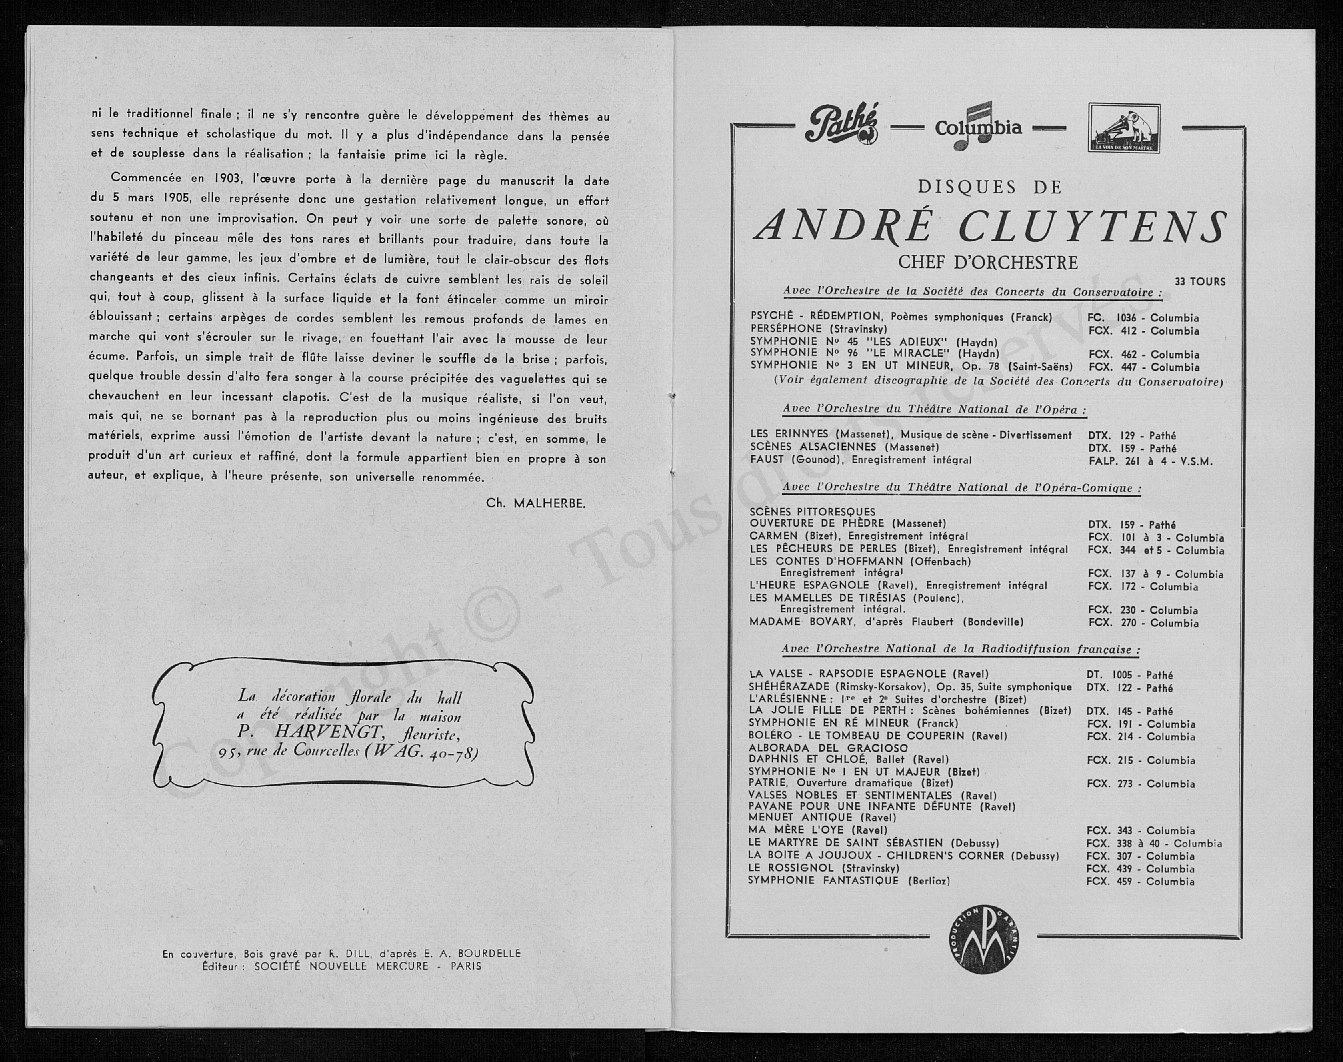 ni le traditionnel finale ; il ne s'y rencontre guère le développement des thèmes au
sens technique et scholastique du mot. Il y a plus d'indépendance dans la pensée
et de souplesse dans la réalisation ; la fantaisie prime ici la règle.
Commencée en 1903, l'œuvre porte à la dernière page du manuscrit la date
du 5 mars 1905, elle représente donc une gestation relativement longue, un effort
soutenu et non une improvisation. On peut y voir une sorte de palette sonore, où
l'habileté du pinceau mêle des tons rares et brillants pour traduire, dans toute la
variété de leur gamme, les jeux d'ombre et de lumière, tout le clair-obscur des flots
changeants et des cieux infinis. Certains éclats de cuivre semblent les rais de soleil
qui, tout à coup, glissent à la surface liquide et la font étinceler comme un miroir
éblouissant ; certains arpèges de cordes semblent les remous profonds de lames en
marche qui vont s'écrouler sur le rivage, en fouettant l'air avec la mousse de leur
écume. Parfois, un simple trait de flûte laisse deviner le souffle de la brise ; parfois,
quelque trouble dessin d'alto fera songer à la course précipitée des vaguelettes qui se
chevauchent en leur incessant clapotis. C'est de la musique réaliste, si l'on veut,
mais qui, ne se bornant pas à la reproduction plus ou moins ingénieuse des bruits
matériels, exprime aussi l'émotion de l'artiste devant la nature ; c'est, en somme, le
produit d'un art curieux et raffiné, dont la formule appartient bien en propre à son
auteur, et explique, à l'heure présente, son universelle renommée.
Ch. MALHERBE.
La décoration florale du hall
a été réalisée par la maison
P. HARVENGT, fleuriste,
95, rue de Courcelles (WAG. 40-78)
En couverture, Bois gravé par R. DILL, d'après E. A. BOURDELLE
Éditeur : SOCIÉTÉ NOUVELLE MERCURE - PARIS
Pathé Columbia LA VOIX DE SON MAITRE
DISQUES DE
ANDRÉ CLUYTENS
CHEF D'ORCHESTRE
33 TOURS
Avec l'Orchestre de la Société des Concerts du Conservatoire :
PSYCHÉ - RÉDEMPTION, Poèmes symphoniques (Franck) FC. 1036 - Columbia
PERSÉPHONE (Stravinsky) FCX. 412 - Columbia
SYMPHONIE Nº 45 "LES ADIEUX" (Haydn)
SYMPHONIE Nº 96 "LE MIRACLE" (Haydn) FCX. 462 - Columbia
SYMPHONIE Nº 3 EN UT MINEUR, Op. 78 (Saint-Saëns) FCX. 447 - Columbia
(Voir également discographie de la Société des Concerts du Conservatoire)
Avec l'Orchestre du Théâtre National de l'Opéra :
LES ERINNYES (Massenet), Musique de scène - Divertissement DTX. 129 - Pathé
SCÈNES ALSACIENNES (Massenet) DTX. 159 - Pathé
FAUST (Gounod), Enregistrement intégral FALP. 261 à 4 - V.S.M.
Avec l'Orchestre du Théâtre National de l'Opéra-Comique :
SCÈNES PITTORESQUES
OUVERTURE DE PHÈDRE (Massenet) DTX. 159 - Pathé
CARMEN (Bizet), Enregistrement intégral FCX. 101 à 3 - Columbia
LES PÊCHEURS DE PERLES (Bizet), Enregistrement intégral FCX. 344 et 5 - Columbia
LES CONTES D'HOFFMANN (Offenbach)
Enregistrement intégral FCX. 137 à 9 - Columbia
L'HEURE ESPAGNOLE (Ravel), Enregistrement intégral FCX. 172 - Columbia
LES MAMELLES DE TIRÉSIAS (Poulenc),
Enregistrement intégral. FCX. 230 - Columbia
MADAME BOVARY, d'après Flaubert (Bondeville) FCX. 270 - Columbia
Avec l'Orchestre National de la Radiodiffusion française :
LA VALSE - RAPSODIE ESPAGNOLE (Ravel) DT. 1005 - Pathé
SHÉHÉRAZADE (Rimsky-Korsakov), Op. 35, Suite symphonique DTX. 122 - Pathé
L'ARLÉSIENNE : 1re et 2e Suites d'orchestre (Bizet)
LA JOLIE FILLE DE PERTH : Scènes bohémiennes (Bizet) DTX. 145 - Pathé
SYMPHONIE EN RÉ MINEUR (Franck) FCX. 191 - Columbia
BOLÉRO - LE TOMBEAU DE COUPERIN (Ravel) FCX. 214 - Columbia
ALBORADA DEL GRACIOSO
DAPHNIS ET CHLOÉ, Ballet (Ravel) FCX. 215 - Columbia
SYMPHONIE Nº 1 EN UT MAJEUR (Bizet)
PATRIE, Ouverture dramatique (Bizet) FCX. 273 - Columbia
VALSES NOBLES ET SENTIMENTALES (Ravel)
PAVANE POUR UNE INFANTE DÉFUNTE (Ravel)
MENUET ANTIQUE (Ravel)
MA MÈRE L'OYE (Ravel) FCX. 343 - Columbia
LE MARTYRE DE SAINT SÉBASTIEN (Debussy) FCX. 338 à 40 - Columbia
LA BOITE A JOUJOUX - CHILDREN'S CORNER (Debussy) FCX. 307 - Columbia
LE ROSSIGNOL (Stravinsky) FCX. 439 - Columbia
SYMPHONIE FANTASTIQUE (Berlioz) FCX. 459 - Columbia
PRODUCTION PM GARANTIE
Copyright © - Tous droits réservés.